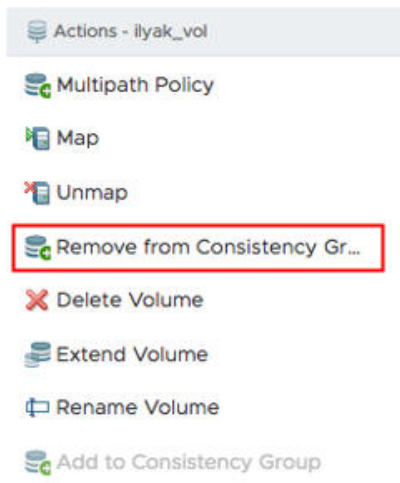 Actions - ilyak_vol
Multipath Policy
Map
Unmap
Remove from Consistency Gr...
Delete Volume
Extend Volume
Rename Volume
Add to Consistency Group